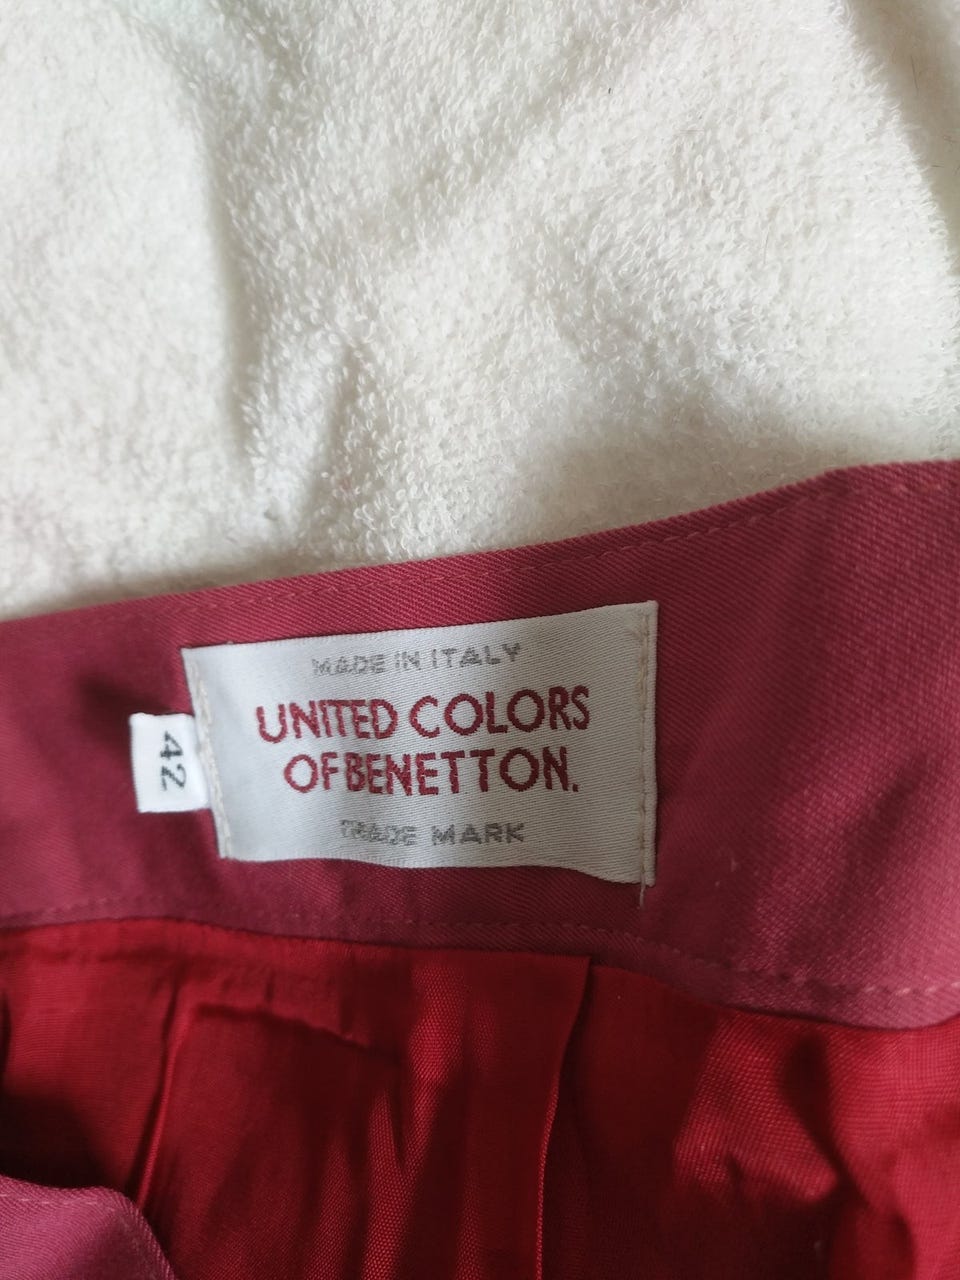 MADE IN ITALY
UNITED COLORS
OF BENETTON.
TRADE MARK
42